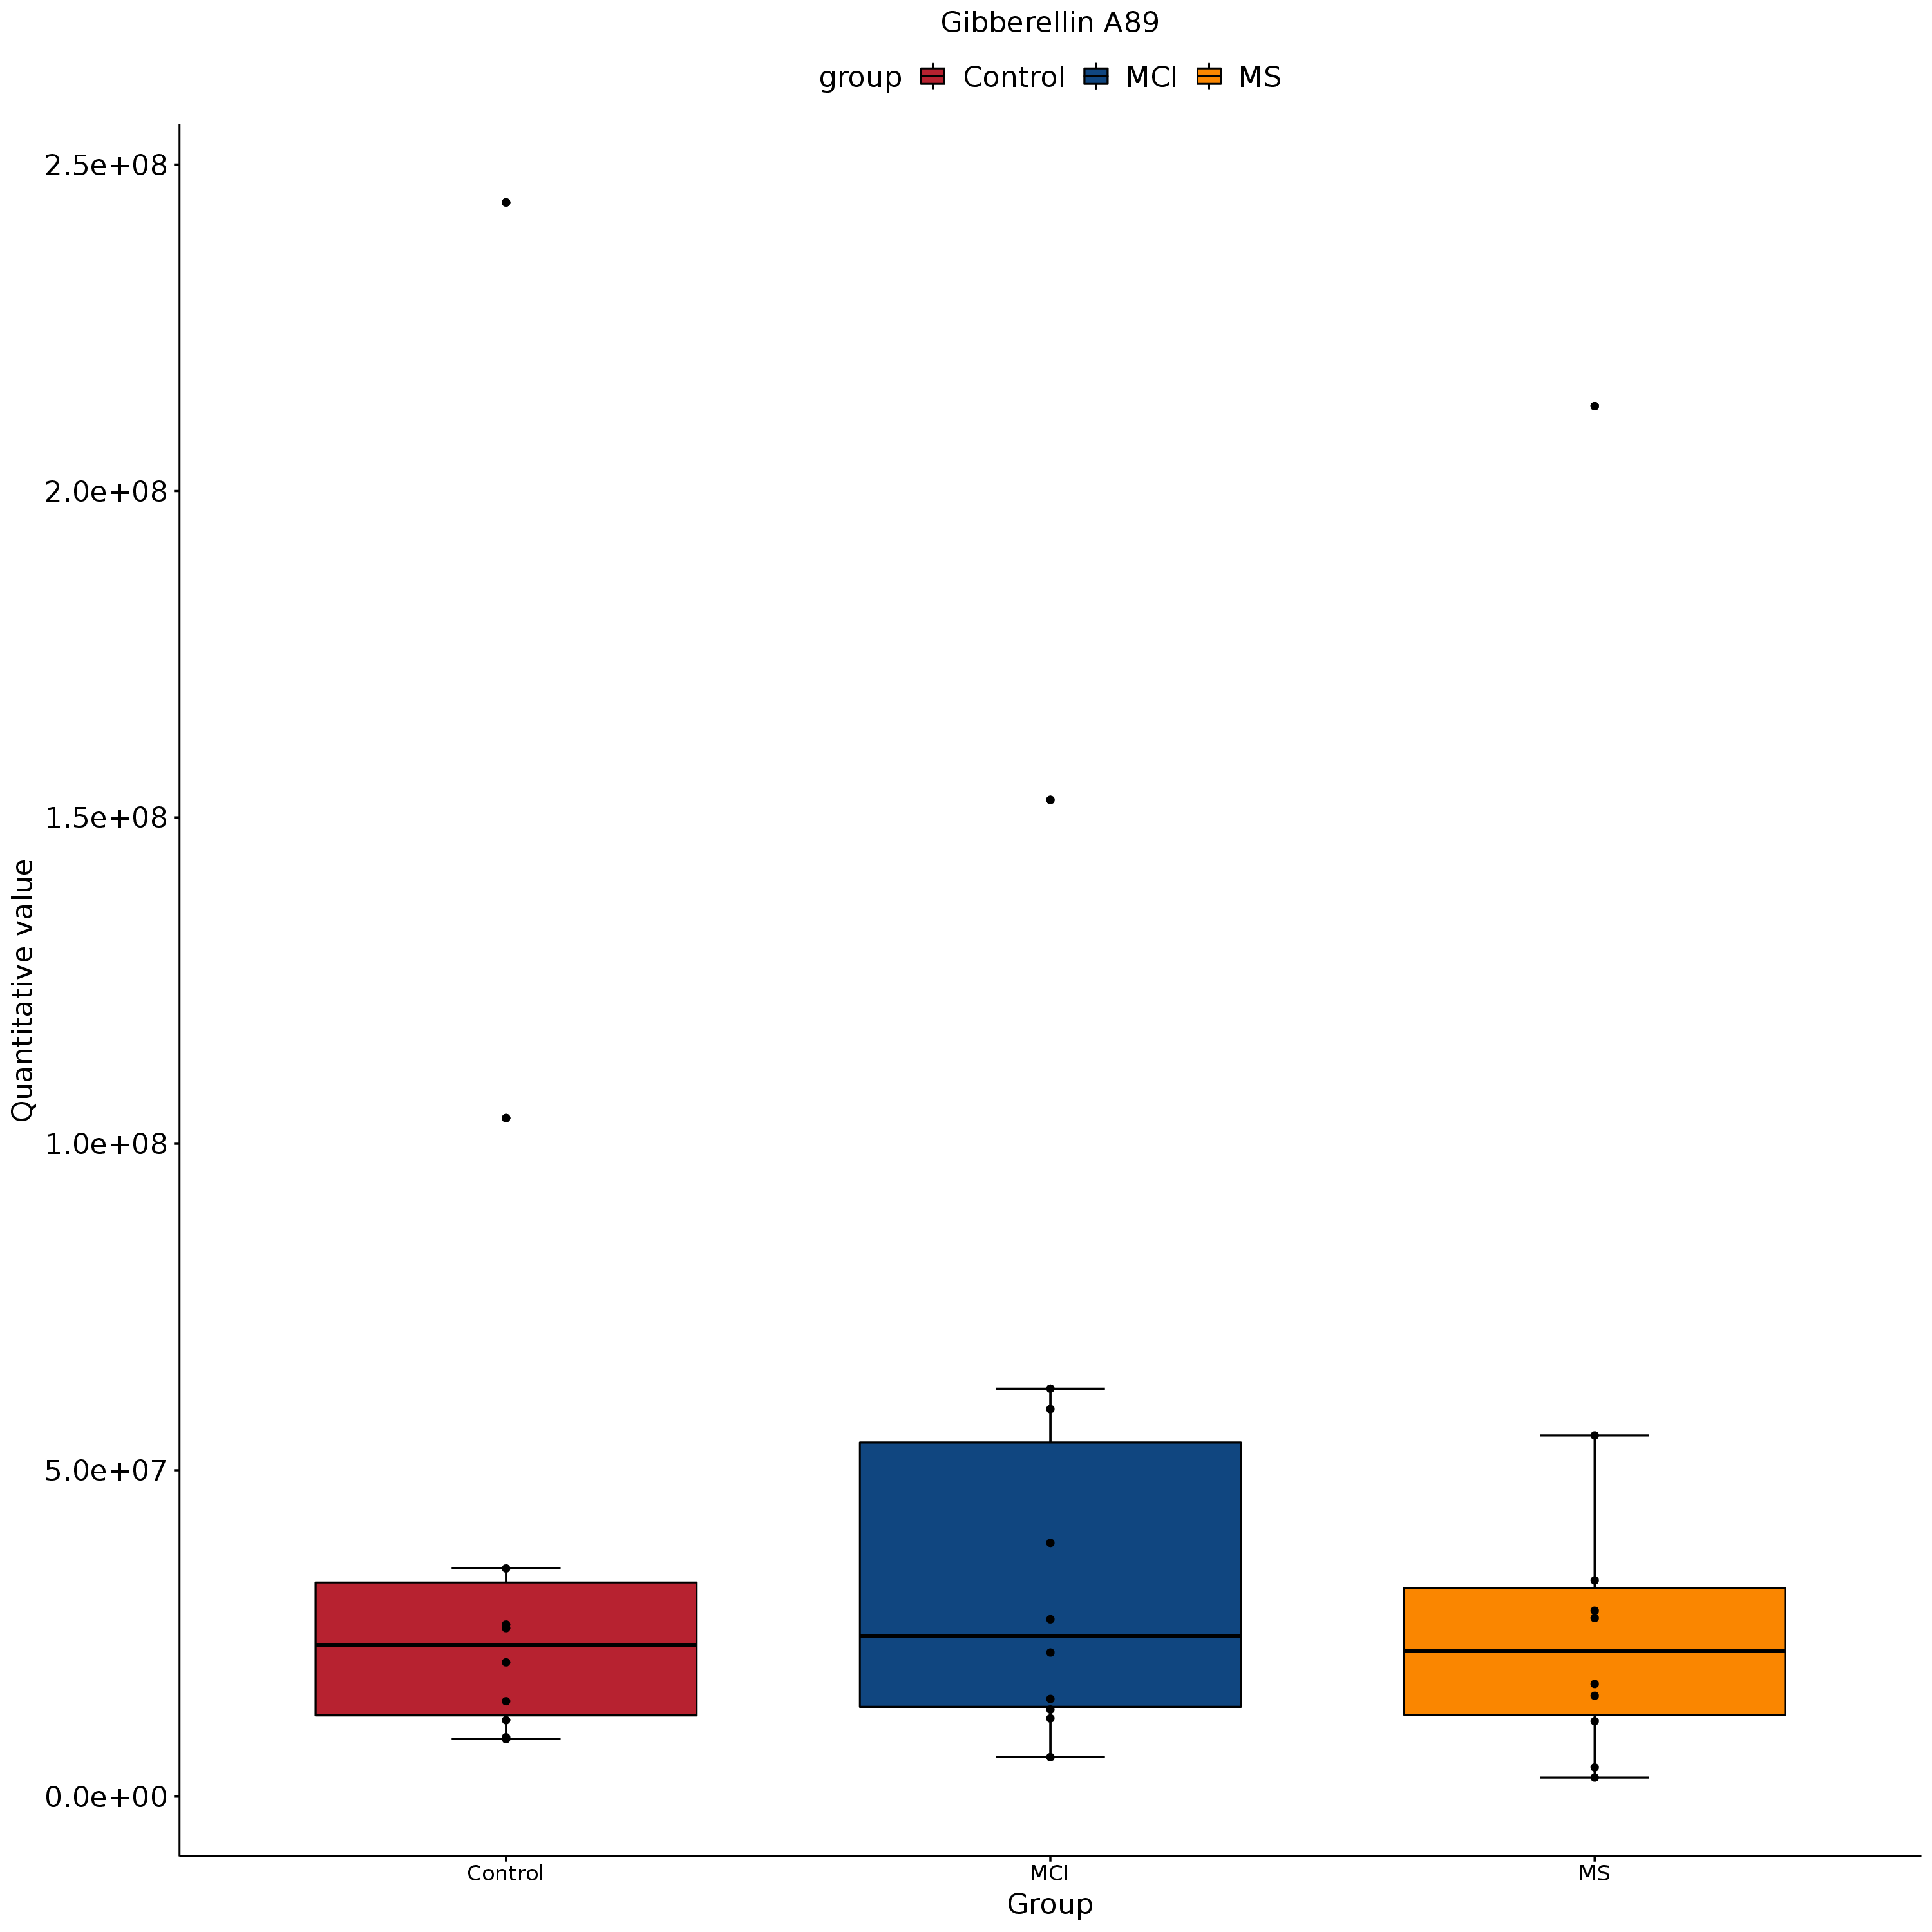 Gibberellin A89
group Control MCI MS
2.5e+08
2.0e+08
1.5e+08
1.0e+08
5.0e+07
0.0e+00
Quantitative value
Control MCI MS
Group